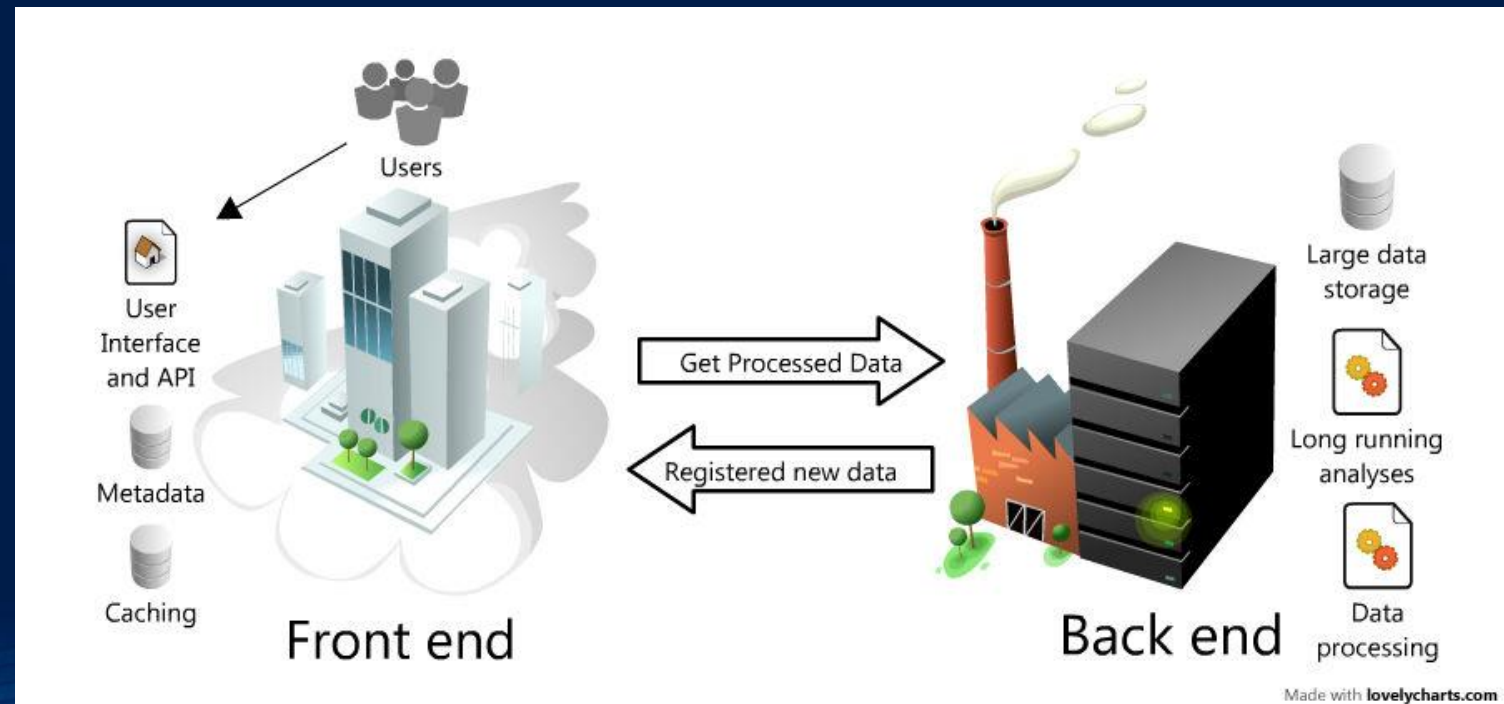 Users
User
Interface
and API
Metadata
Caching
Front end
Get Processed Data
Registered new data
Back end
Large data
storage
Long running
analyses
Data
processing
Made with lovelycharts.com